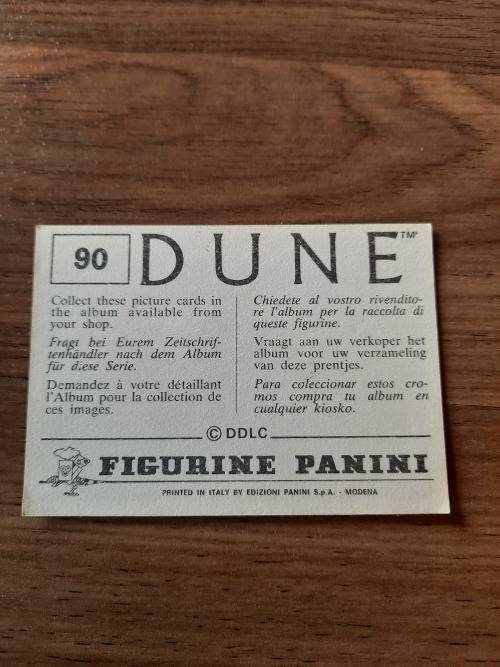 90 DUNE™
Collect these picture cards in
the album available from
your shop.
Fragt bei Eurem Zeitschrif-
tenhändler nach dem Album
für diese Serie.
Demandez à votre détaillant
l'Album pour la collection de
ces images.
Chiedete al vostro rivendito-
re l'album per la raccolta di
queste figurine.
Vraagt aan uw verkoper het
album voor uw verzameling
van deze prentjes.
Para coleccionar estos cro-
mos compra tu album en
cualquier kiosko.
© DDLC
FIGURINE PANINI
PRINTED IN ITALY BY EDIZIONI PANINI S.p.A. - MODENA